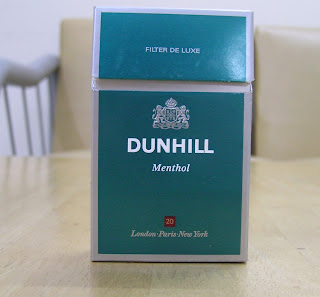 FILTER DE LUXE
DUNHILL
Menthol
20
London·Paris·New York